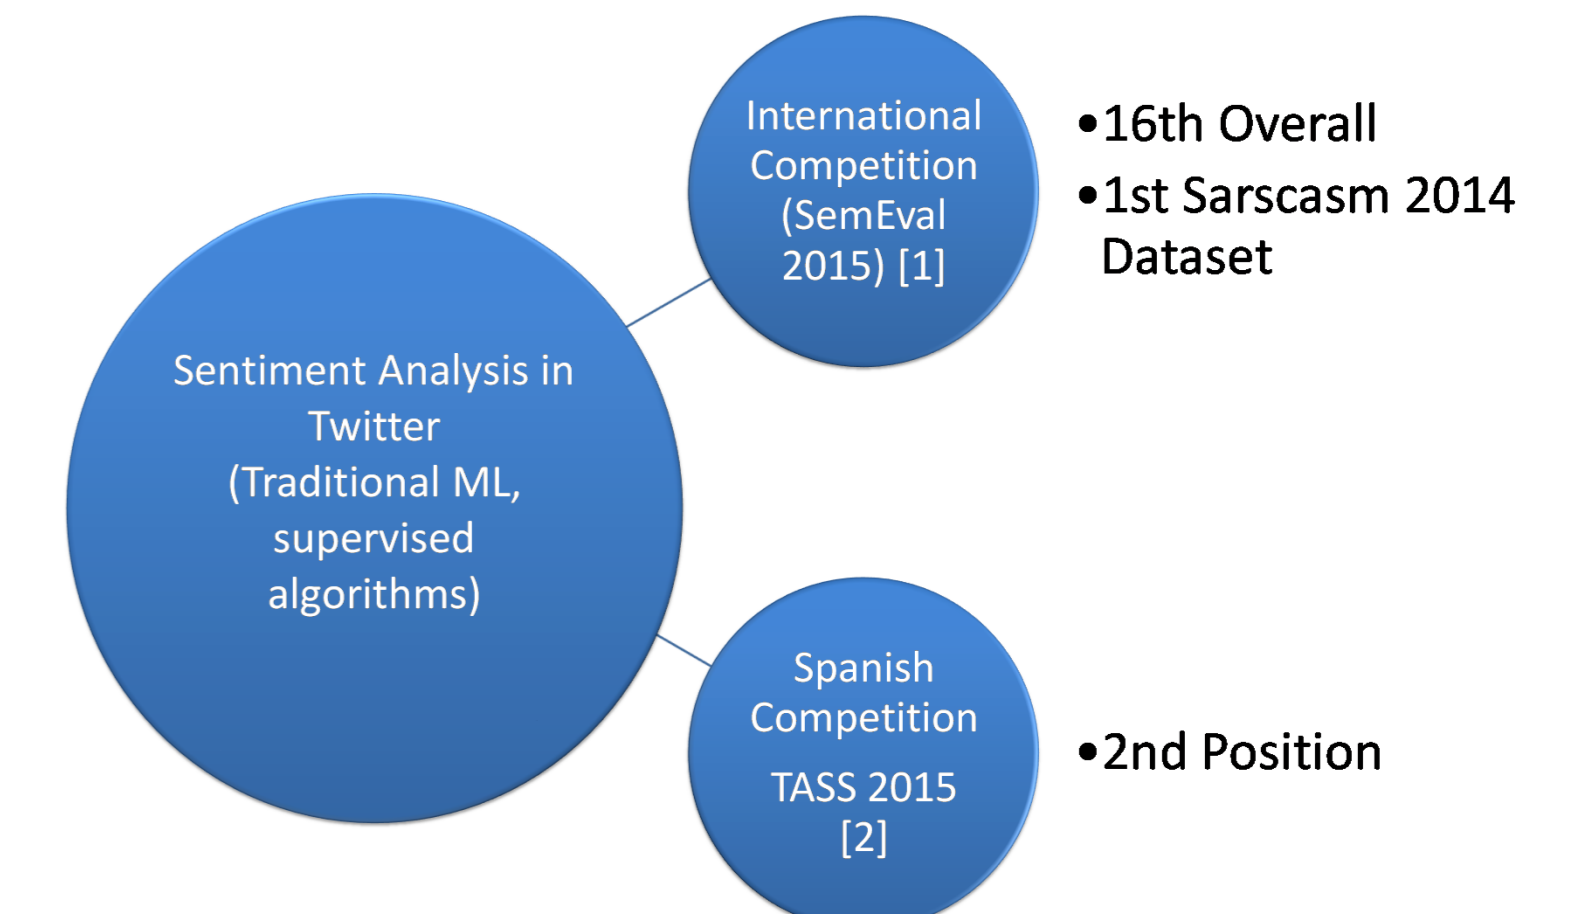 Sentiment Analysis in
Twitter
(Traditional ML,
supervised
algorithms)
International
Competition
(SemEval
2015) [1]
•16th Overall
•1st Sarscasm 2014
Dataset
Spanish
Competition
TASS 2015
[2]
•2nd Position